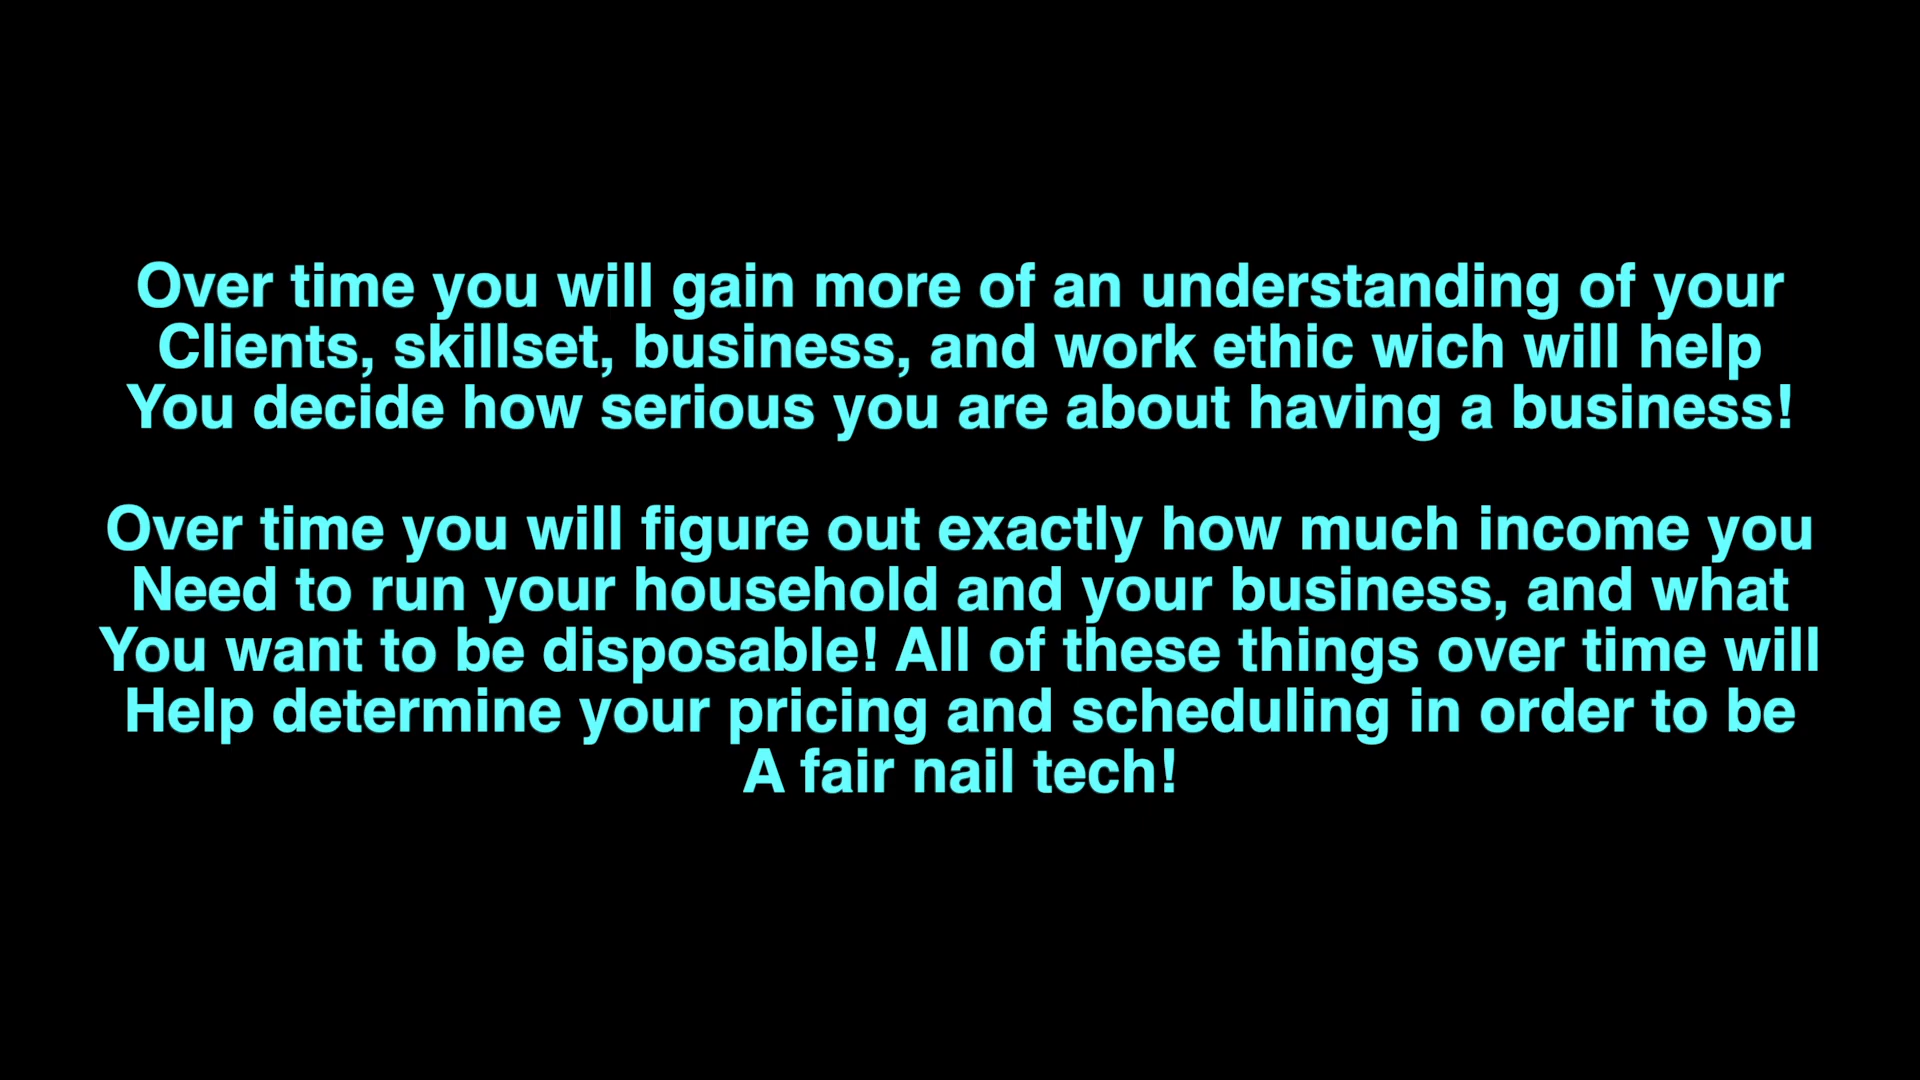 Over time you will gain more of an understanding of your
Clients, skillset, business, and work ethic wich will help
You decide how serious you are about having a business!
Over time you will figure out exactly how much income you
Need to run your household and your business, and what
You want to be disposable! All of these things over time will
Help determine your pricing and scheduling in order to be
A fair nail tech!